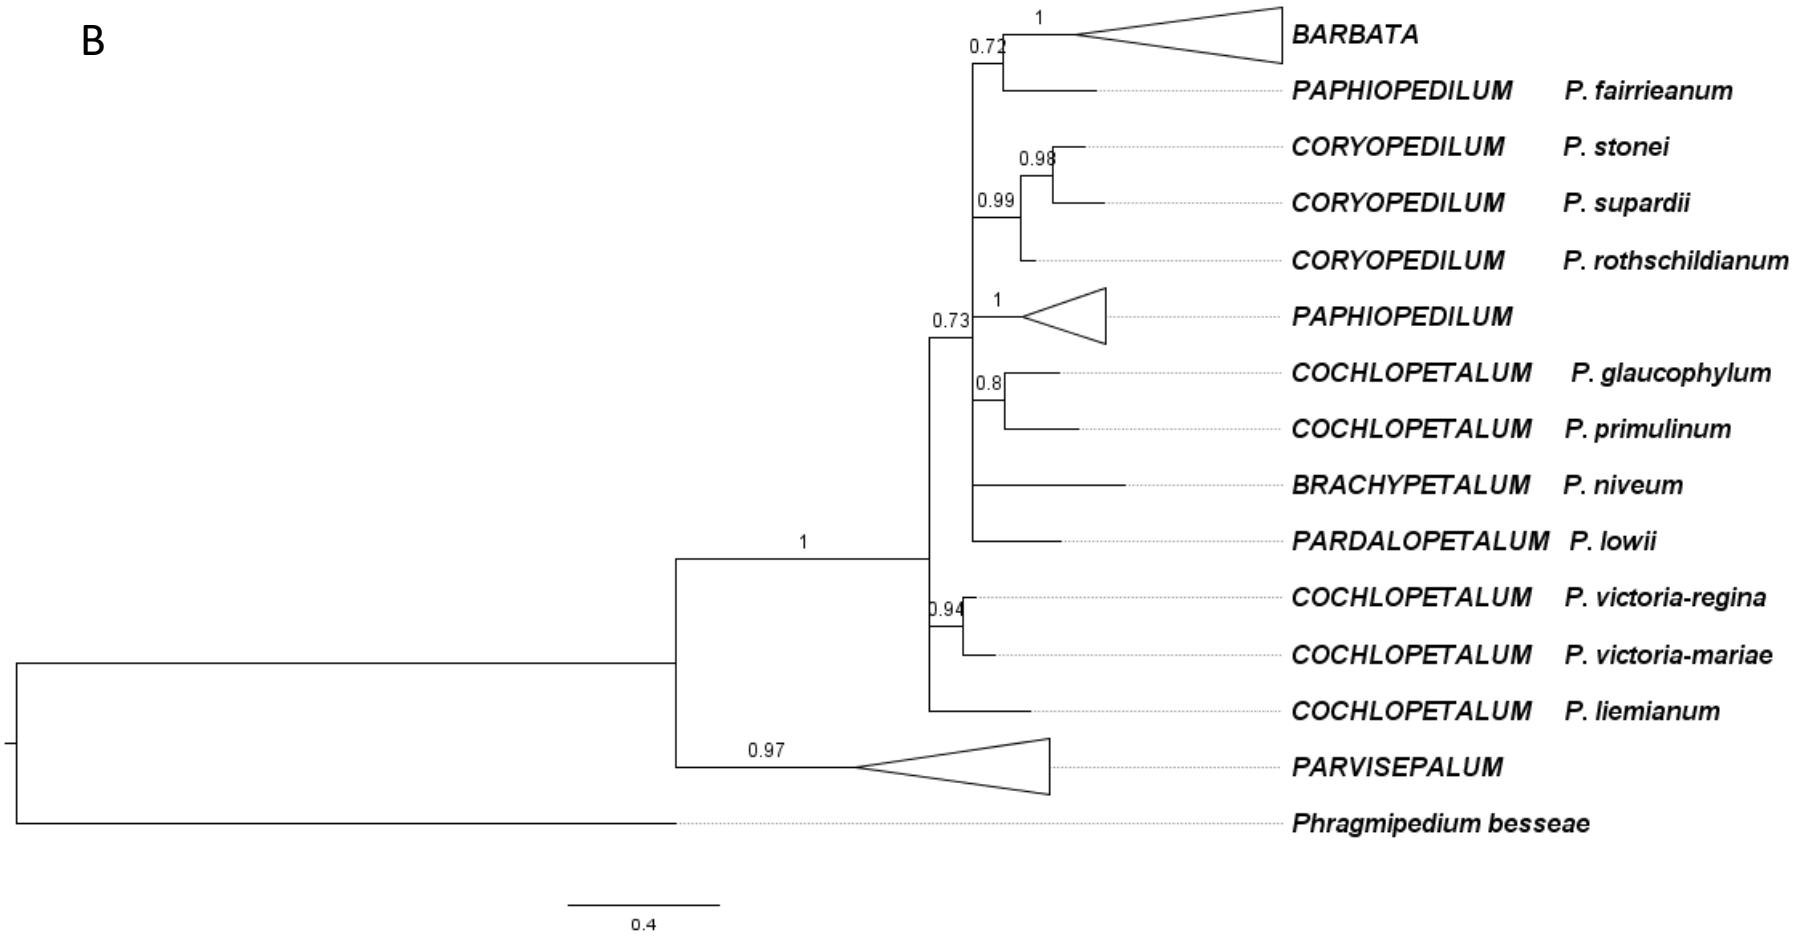 B
1
BARBATA
0.72
PAPHIOPEDILUM P. fairrieanum
CORYOPEDILUM P. stonei
0.98
CORYOPEDILUM P. supardii
0.99
CORYOPEDILUM P. rothschildianum
1
PAPHIOPEDILUM
0.73
COCHLOPETALUM P. glaucophylum
0.8
COCHLOPETALUM P. primulinum
BRACHYPETALUM P. niveum
PARDALOPETALUM P. lowii
1
COCHLOPETALUM P. victoria-regina
0.94
COCHLOPETALUM P. victoria-mariae
COCHLOPETALUM P. liemianum
0.97
PARVISEPALUM
Phragmipedium besseae
0.4